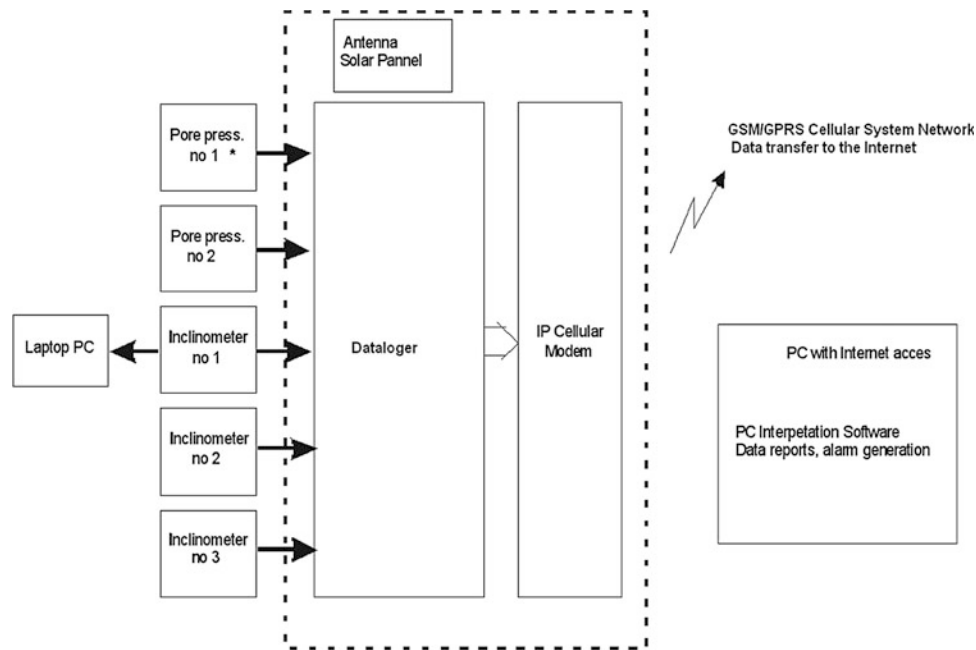 Antenna
Solar Pannel
Pore press.
no 1 *
GSM/GPRS Cellular System Network
Data transfer to the Internet
Pore press.
no 2
Laptop PC
Inclinometer
no 1
Dataloger
IP Cellular
Modem
PC with Internet acces
Inclinometer
no 2
PC Interpetation Software
Data reports, alarm generation
Inclinometer
no 3